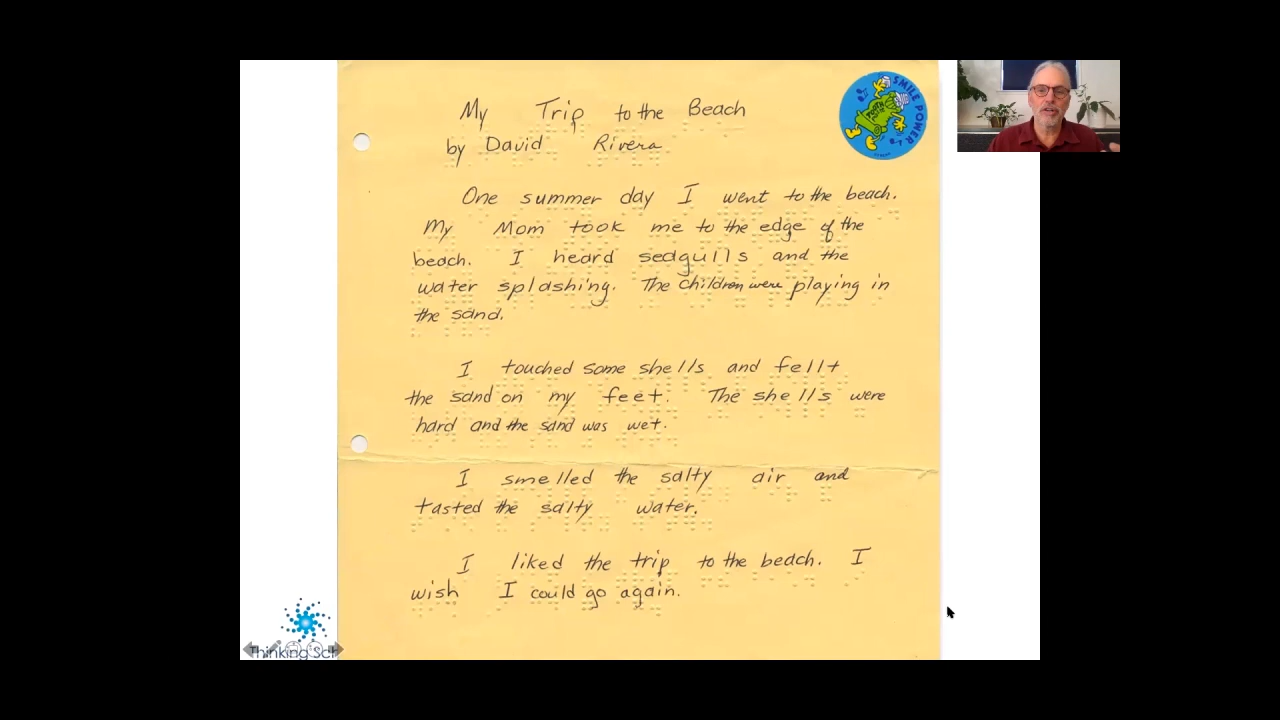 My Trip to the Beach
by David Rivera
One summer day I went to the beach.
My Mom took me to the edge of the
beach. I heard seagulls and the
water splashing. The children were playing in
the sand.
I touched some shells and fellt
the sand on my feet. The shells were
hard and the sand was wet.
I smelled the salty air and
tasted the salty water.
I liked the trip to the beach. I
wish I could go again.
SMILE POWER
Thinking Sch